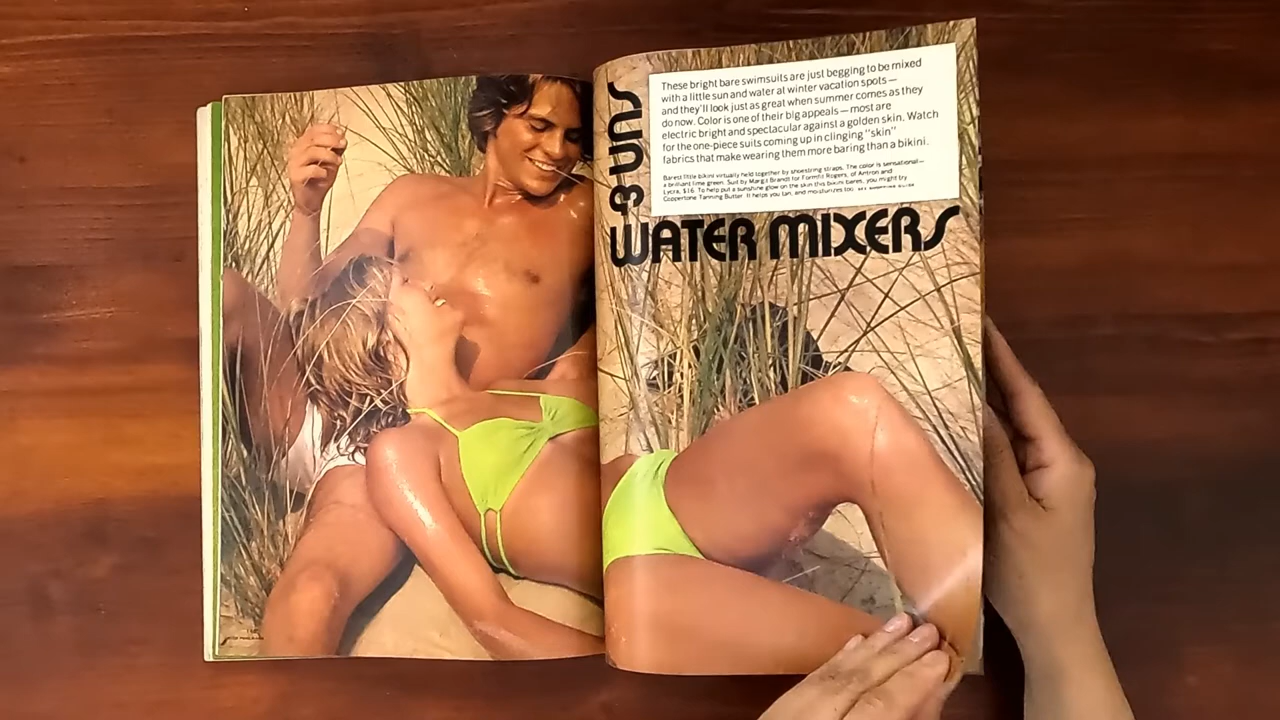 SUN &
WATER MIXERS
These bright bare swimsuits are just begging to be mixed
with a little sun and water at winter vacation spots—
and they'll look just as great when summer comes as they
do now. Color is one of their big appeals—most are
electric bright and spectacular against a golden skin. Watch
for the one-piece suits coming up in clinging "skin"
fabrics that make wearing them more baring than a bikini.
Barest little bikini virtually held together by shoestring straps. The color is sensational—
a brilliant lime green. Suit by Margit Brandt for Formfit Rogers, of Antron and
Lycra, $16. To help put a sunshine glow on the skin this bikini bares, you might try
Coppertone Tanning Butter. It helps you tan, and moisturizes too.